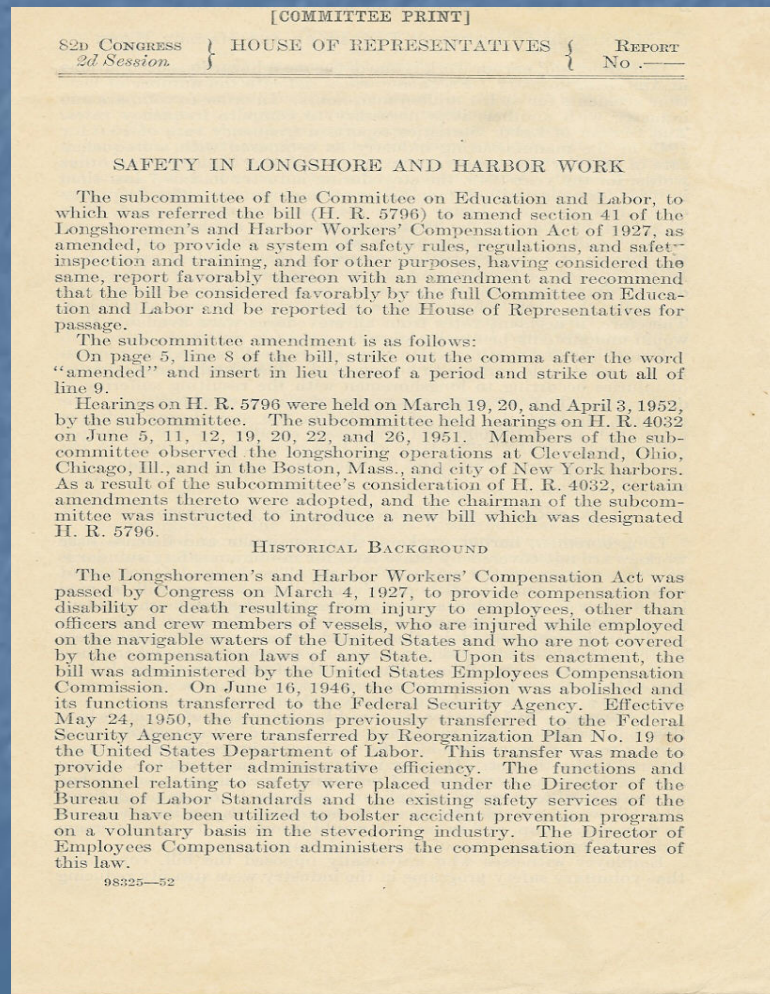 [COMMITTEE PRINT]
82D CONGRESS } HOUSE OF REPRESENTATIVES { REPORT
2d Session No.——
SAFETY IN LONGSHORE AND HARBOR WORK
The subcommittee of the Committee on Education and Labor, to
which was referred the bill (H. R. 5796) to amend section 41 of the
Longshoremen's and Harbor Workers' Compensation Act of 1927, as
amended, to provide a system of safety rules, regulations, and safety
inspection and training, and for other purposes, having considered the
same, report favorably thereon with an amendment and recommend
that the bill be considered favorably by the full Committee on Educa-
tion and Labor and be reported to the House of Representatives for
passage.
The subcommittee amendment is as follows:
On page 5, line 8 of the bill, strike out the comma after the word
"amended" and insert in lieu thereof a period and strike out all of
line 9.
Hearings on H. R. 5796 were held on March 19, 20, and April 3, 1952,
by the subcommittee. The subcommittee held hearings on H. R. 4032
on June 5, 11, 12, 19, 20, 22, and 26, 1951. Members of the sub-
committee observed the longshoring operations at Cleveland, Ohio,
Chicago, Ill., and in the Boston, Mass., and city of New York harbors.
As a result of the subcommittee's consideration of H. R. 4032, certain
amendments thereto were adopted, and the chairman of the subcom-
mittee was instructed to introduce a new bill which was designated
H. R. 5796.
HISTORICAL BACKGROUND
The Longshoremen's and Harbor Workers' Compensation Act was
passed by Congress on March 4, 1927, to provide compensation for
disability or death resulting from injury to employees, other than
officers and crew members of vessels, who are injured while employed
on the navigable waters of the United States and who are not covered
by the compensation laws of any State. Upon its enactment, the
bill was administered by the United States Employees Compensation
Commission. On June 16, 1946, the Commission was abolished and
its functions transferred to the Federal Security Agency. Effective
May 24, 1950, the functions previously transferred to the Federal
Security Agency were transferred by Reorganization Plan No. 19 to
the United States Department of Labor. This transfer was made to
provide for better administrative efficiency. The functions and
personnel relating to safety were placed under the Director of the
Bureau of Labor Standards and the existing safety services of the
Bureau have been utilized to bolster accident prevention programs
on a voluntary basis in the stevedoring industry. The Director of
Employees Compensation administers the compensation features of
this law.
98325—52